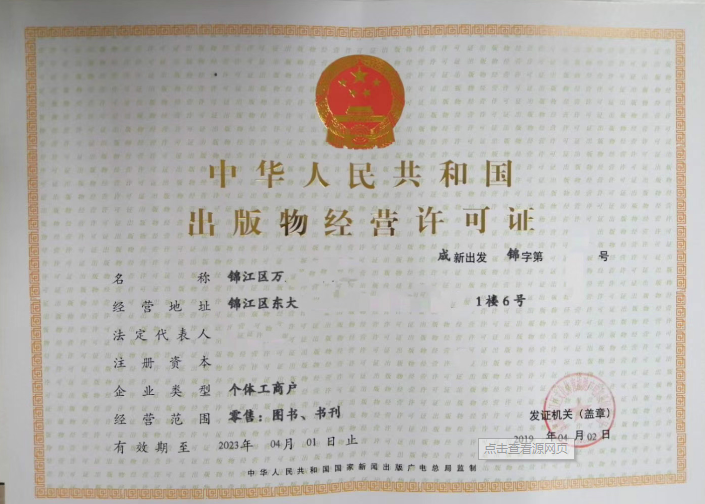 中华人民共和国
出版物经营许可证
成新出发 锦字第 号
名称 锦江区万
经营地址 锦江区东大 1楼6号
法定代表人
注册资本
企业类型 个体工商户
经营范围 零售：图书、书刊
发证机关（盖章）
有效期至 2023年 04月 01日止
2019年 04月 02日
点击查看源网页
中华人民共和国国家新闻出版广电总局监制